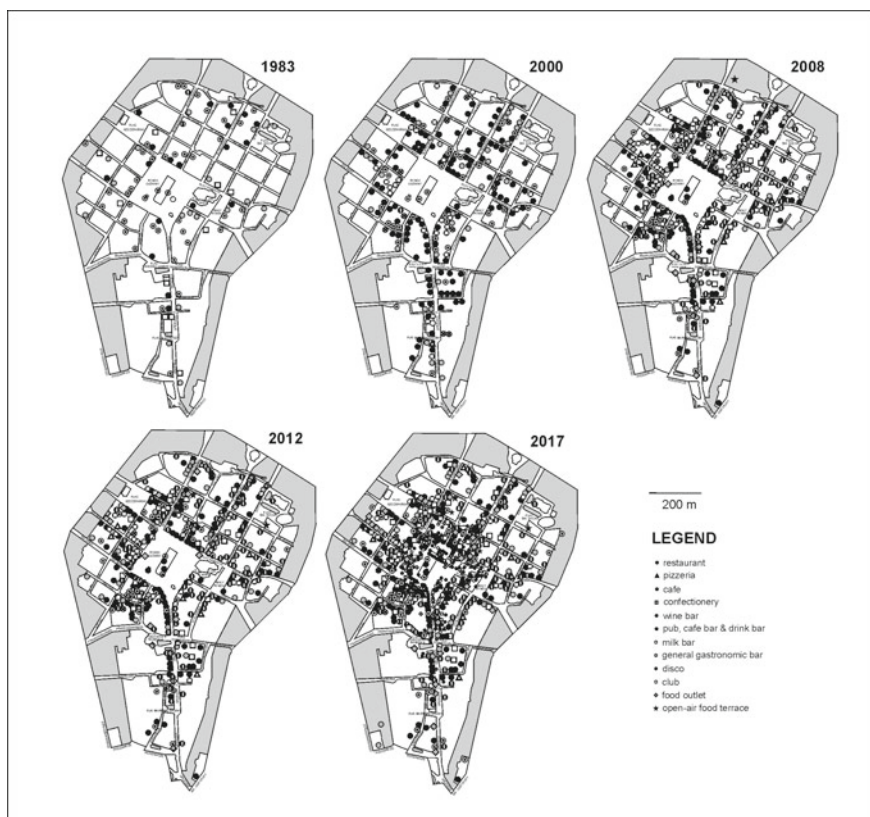 1983
2000
2008
2012
2017
200 m
LEGEND
restaurant
pizzeria
cafe
confectionery
wine bar
pub, cafe bar & drink bar
milk bar
general gastronomic bar
disco
club
food outlet
open-air food terrace